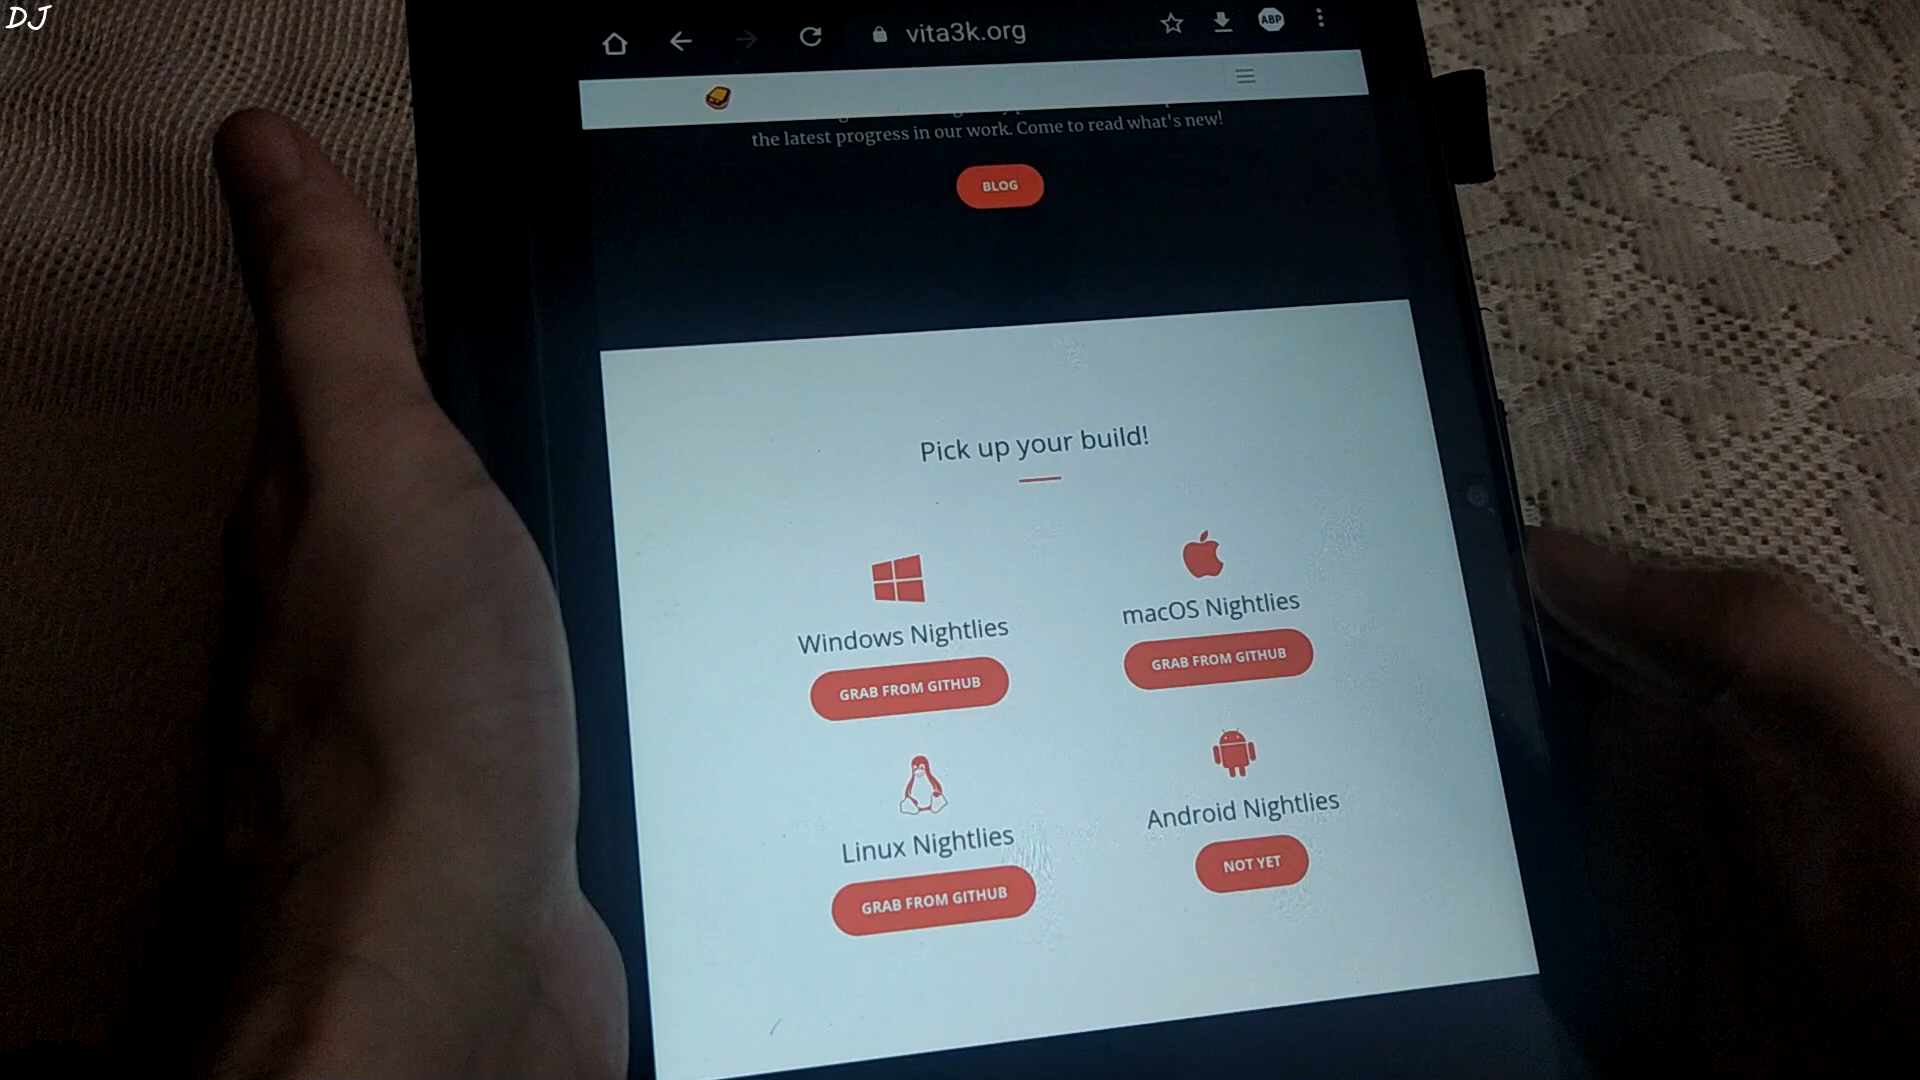 DJ
vita3k.org
ABP
the latest progress in our work. Come to read what's new!
BLOG
Pick up your build!
Windows Nightlies
GRAB FROM GITHUB
macOS Nightlies
GRAB FROM GITHUB
Linux Nightlies
GRAB FROM GITHUB
Android Nightlies
NOT YET